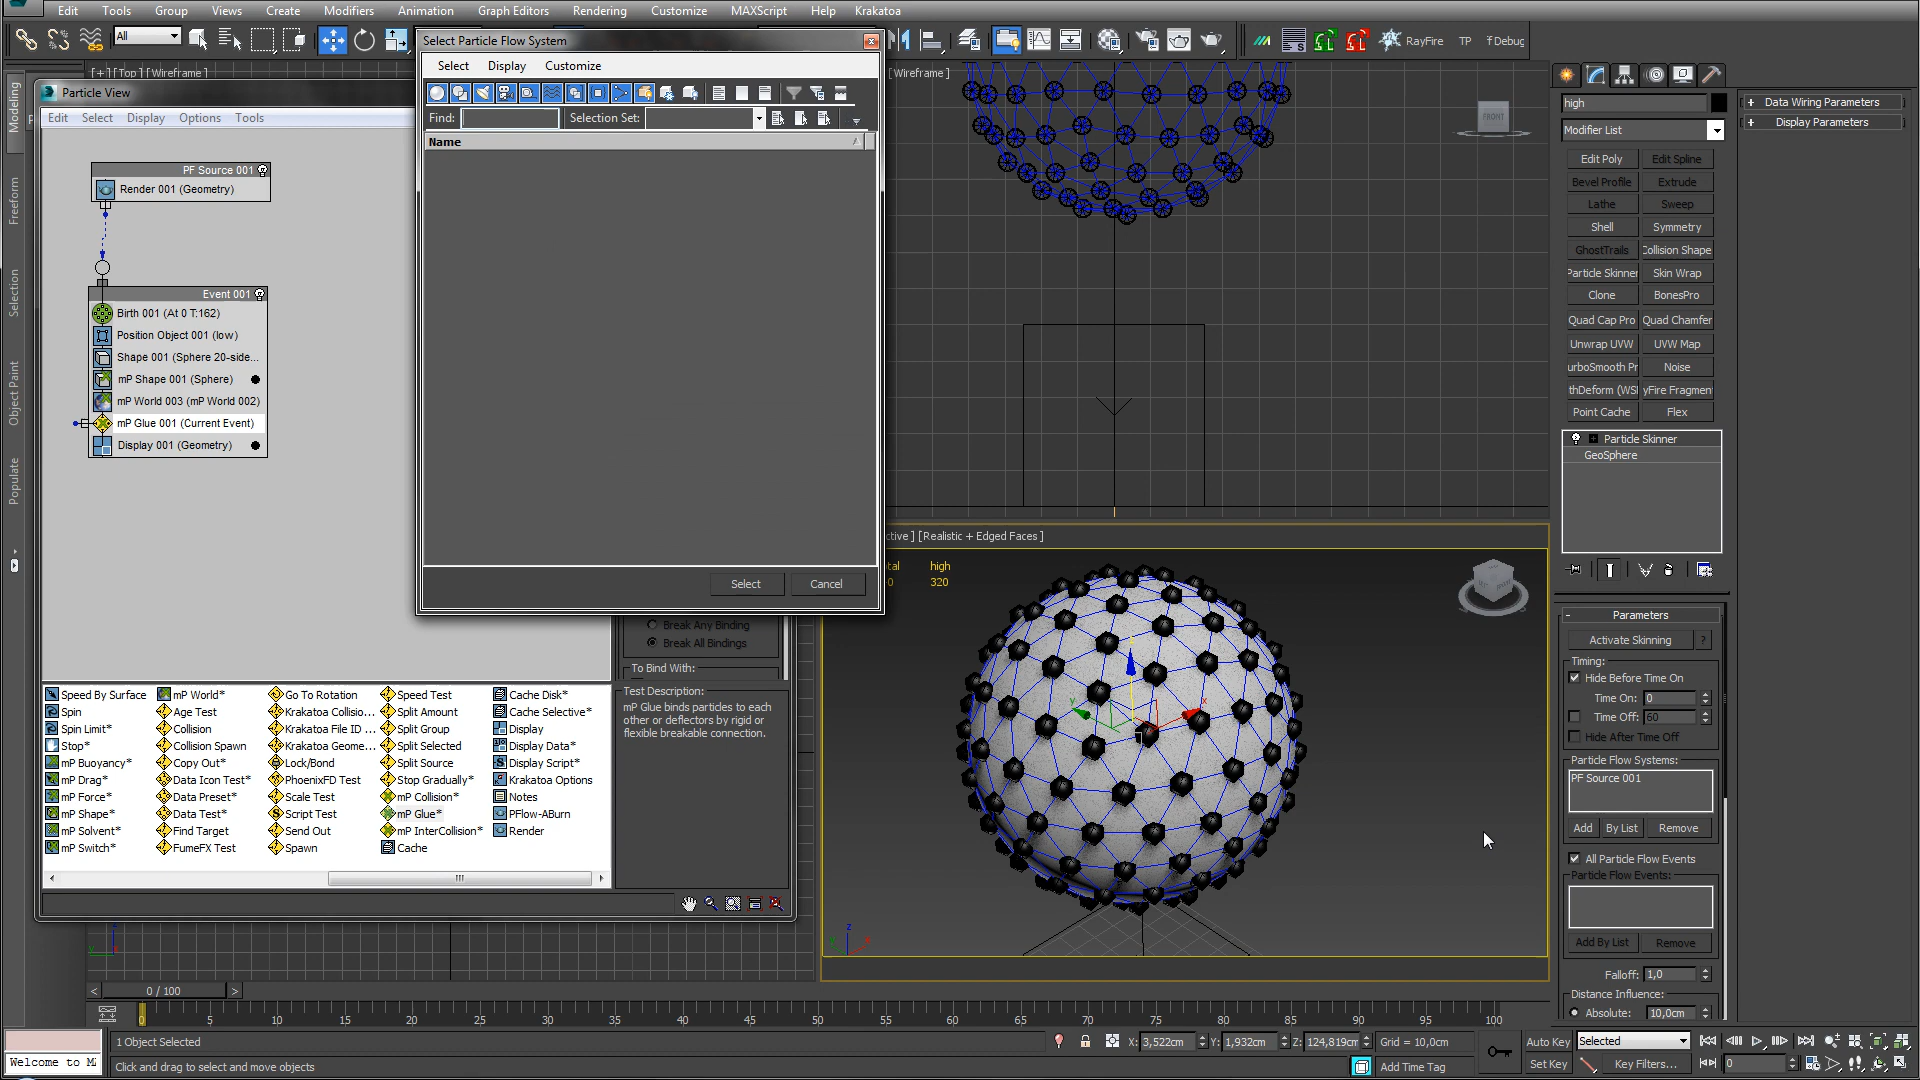 Edit Tools Group Views Create Modifiers Animation Graph Editors Rendering Customize MAXScript Help Krakatoa
All
RayFire TP
[+] [Top] [Wireframe]
Select Particle Flow System
Select Display Customize
Find: Selection Set:
Name
Select Cancel
Wireframe ]
FRONT
Particle View
Edit Select Display Options Tools
PF Source 001
Render 001 (Geometry)
Event 001
Birth 001 (At 0 T:162)
Position Object 001 (low)
Shape 001 (Sphere 20-side...
mP Shape 001 (Sphere)
mP World 003 (mP World 002)
mP Glue 001 (Current Event)
Display 001 (Geometry)
Modeling
Freeform
Selection
Object Paint
Populate
Break Any Binding
Break All Bindings
To Bind With:
Test Description:
mP Glue binds particles to each
other or deflectors by rigid or
flexible breakable connection.
Speed By Surface
Spin
Spin Limit*
Stop*
mP Buoyancy*
mP Drag*
mP Force*
mP Shape*
mP Solvent*
mP Switch*
mP World*
Age Test
Collision
Collision Spawn
Copy Out*
Data Icon Test*
Data Preset*
Data Test*
Find Target
FumeFX Test
Go To Rotation
Krakatoa Collisio...
Krakatoa File ID ...
Krakatoa Geome...
Lock/Bond
PhoenixFD Test
Scale Test
Script Test
Send Out
Spawn
Speed Test
Split Amount
Split Group
Split Selected
Split Source
Stop Gradually*
mP Collision*
mP Glue*
mP InterCollision*
Cache
Cache Disk*
Cache Selective*
Display
Display Data*
Display Script*
Krakatoa Options
Notes
PFlow-ABurn
Render
ctive ] [Realistic + Edged Faces ]
tal high
0 320
high
Modifier List
Edit Poly Edit Spline
Bevel Profile Extrude
Lathe Sweep
Shell Symmetry
GhostTrails Collision Shape
Particle Skinner Skin Wrap
Clone BonesPro
Quad Cap Pro Quad Chamfer
Unwrap UVW UVW Map
urboSmooth Pr Noise
thDeform (WSI yFire Fragmen
Point Cache Flex
Particle Skinner
GeoSphere
+ Data Wiring Parameters
+ Display Parameters
- Parameters
Activate Skinning ?
Timing:
Hide Before Time On
Time On: 0
Time Off: 60
Hide After Time Off
Particle Flow Systems:
PF Source 001
Add By List Remove
All Particle Flow Events
Particle Flow Events:
Add By List Remove
Falloff: 1,0
Distance Influence:
Absolute: 10,0cm
< 0 / 100 >
0 5 10 15 20 25 30 35 40 45 50 55 60 65 70 75 80 85 90 95 100
1 Object Selected
X: 3,522cm Y: 1,932cm Z: 124,819cm Grid = 10,0cm
Auto Key Selected
Welcome to M
Click and drag to select and move objects
Add Time Tag
Set Key Key Filters... 0